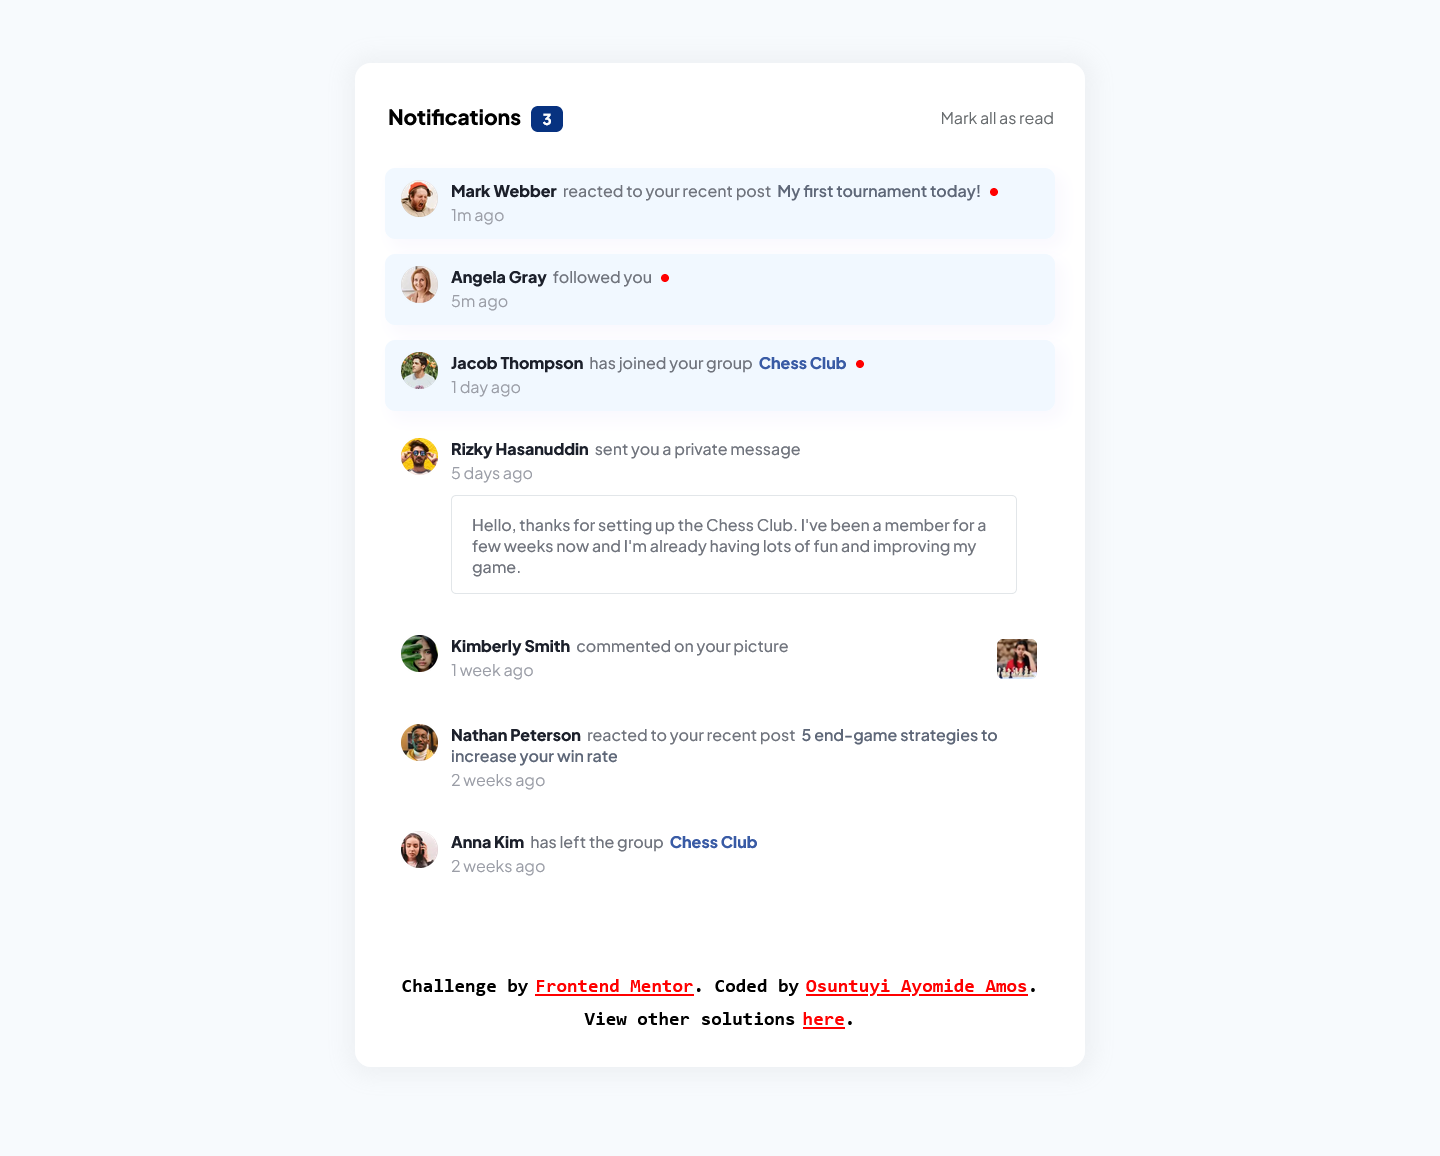 Notifications 3
Mark all as read
Mark Webber reacted to your recent post My first tournament today!
1m ago
Angela Gray followed you
5m ago
Jacob Thompson has joined your group Chess Club
1 day ago
Rizky Hasanuddin sent you a private message
5 days ago
Hello, thanks for setting up the Chess Club. I've been a member for a
few weeks now and I'm already having lots of fun and improving my
game.
Kimberly Smith commented on your picture
1 week ago
Nathan Peterson reacted to your recent post 5 end-game strategies to
increase your win rate
2 weeks ago
Anna Kim has left the group Chess Club
2 weeks ago
Challenge by Frontend Mentor. Coded by Osuntuyi Ayomide Amos.
View other solutions here.